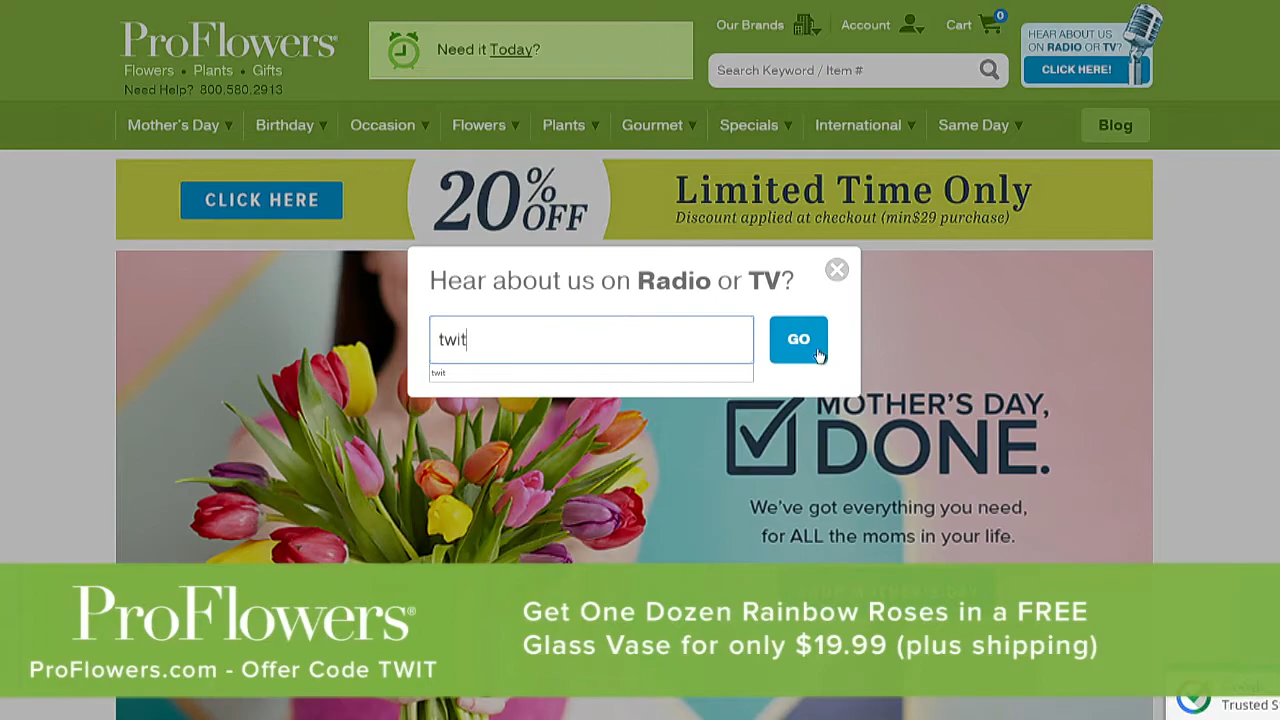 ProFlowers®
Flowers • Plants • Gifts
Need Help? 800.580.2913
Need it Today?
Our Brands
Account
Cart
0
Search Keyword / Item #
HEAR ABOUT US
ON RADIO OR TV?
CLICK HERE!
Mother's Day
Birthday
Occasion
Flowers
Plants
Gourmet
Specials
International
Same Day
Blog
CLICK HERE
20% OFF
Limited Time Only
Discount applied at checkout (min$29 purchase)
Hear about us on Radio or TV?
twit
GO
twit
MOTHER'S DAY,
DONE.
We've got everything you need,
for ALL the moms in your life.
ProFlowers®
ProFlowers.com - Offer Code TWIT
Get One Dozen Rainbow Roses in a FREE
Glass Vase for only $19.99 (plus shipping)
Trusted S